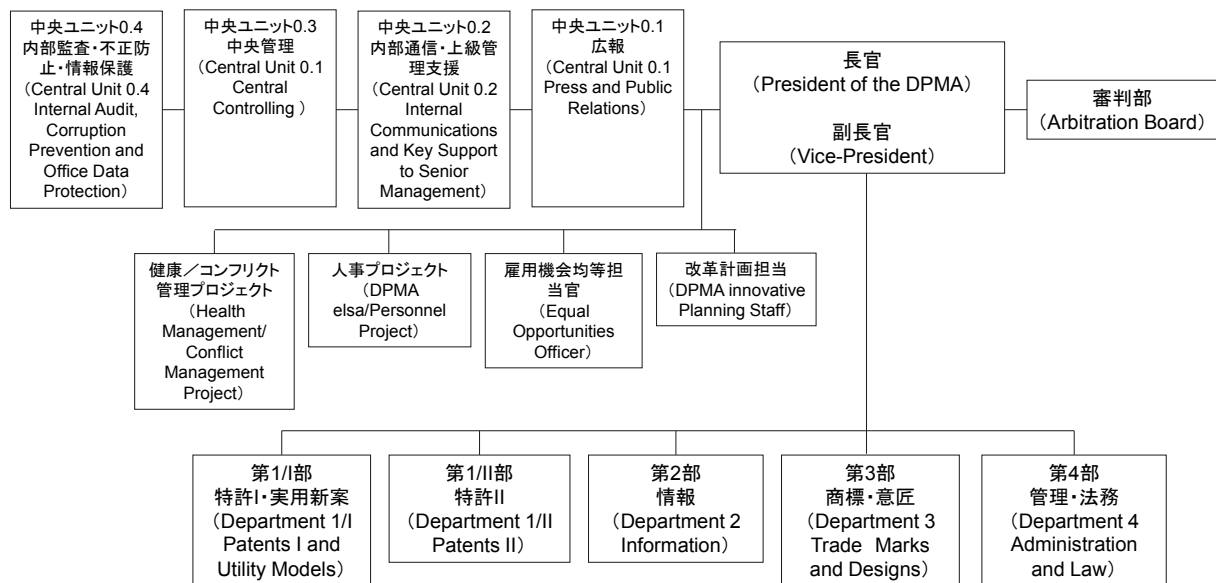 中央ユニット0.4
内部監査・不正防
止・情報保護
（Central Unit 0.4
Internal Audit,
Corruption
Prevention and
Office Data
Protection）
中央ユニット0.3
中央管理
（Central Unit 0.1
Central
Controlling ）
中央ユニット0.2
内部通信・上級管
理支援
（Central Unit 0.2
Internal
Communications
and Key Support
to Senior
Management）
中央ユニット0.1
広報
（Central Unit 0.1
Press and Public
Relations）
長官
（President of the DPMA）
副長官
（Vice-President）
審判部
（Arbitration Board）
健康／コンフリクト
管理プロジェクト
（Health
Management/
Conflict
Management
Project）
人事プロジェクト
（DPMA
elsa/Personnel
Project）
雇用機会均等担
当官
（Equal
Opportunities
Officer）
改革計画担当
（DPMA innovative
Planning Staff）
第1/I部
特許I・実用新案
（Department 1/I
Patents I and
Utility Models）
第1/II部
特許II
（Department 1/II
Patents II）
第2部
情報
（Department 2
Information）
第3部
商標・意匠
（Department 3
Trade Marks
and Designs）
第4部
管理・法務
（Department 4
Administration
and Law）